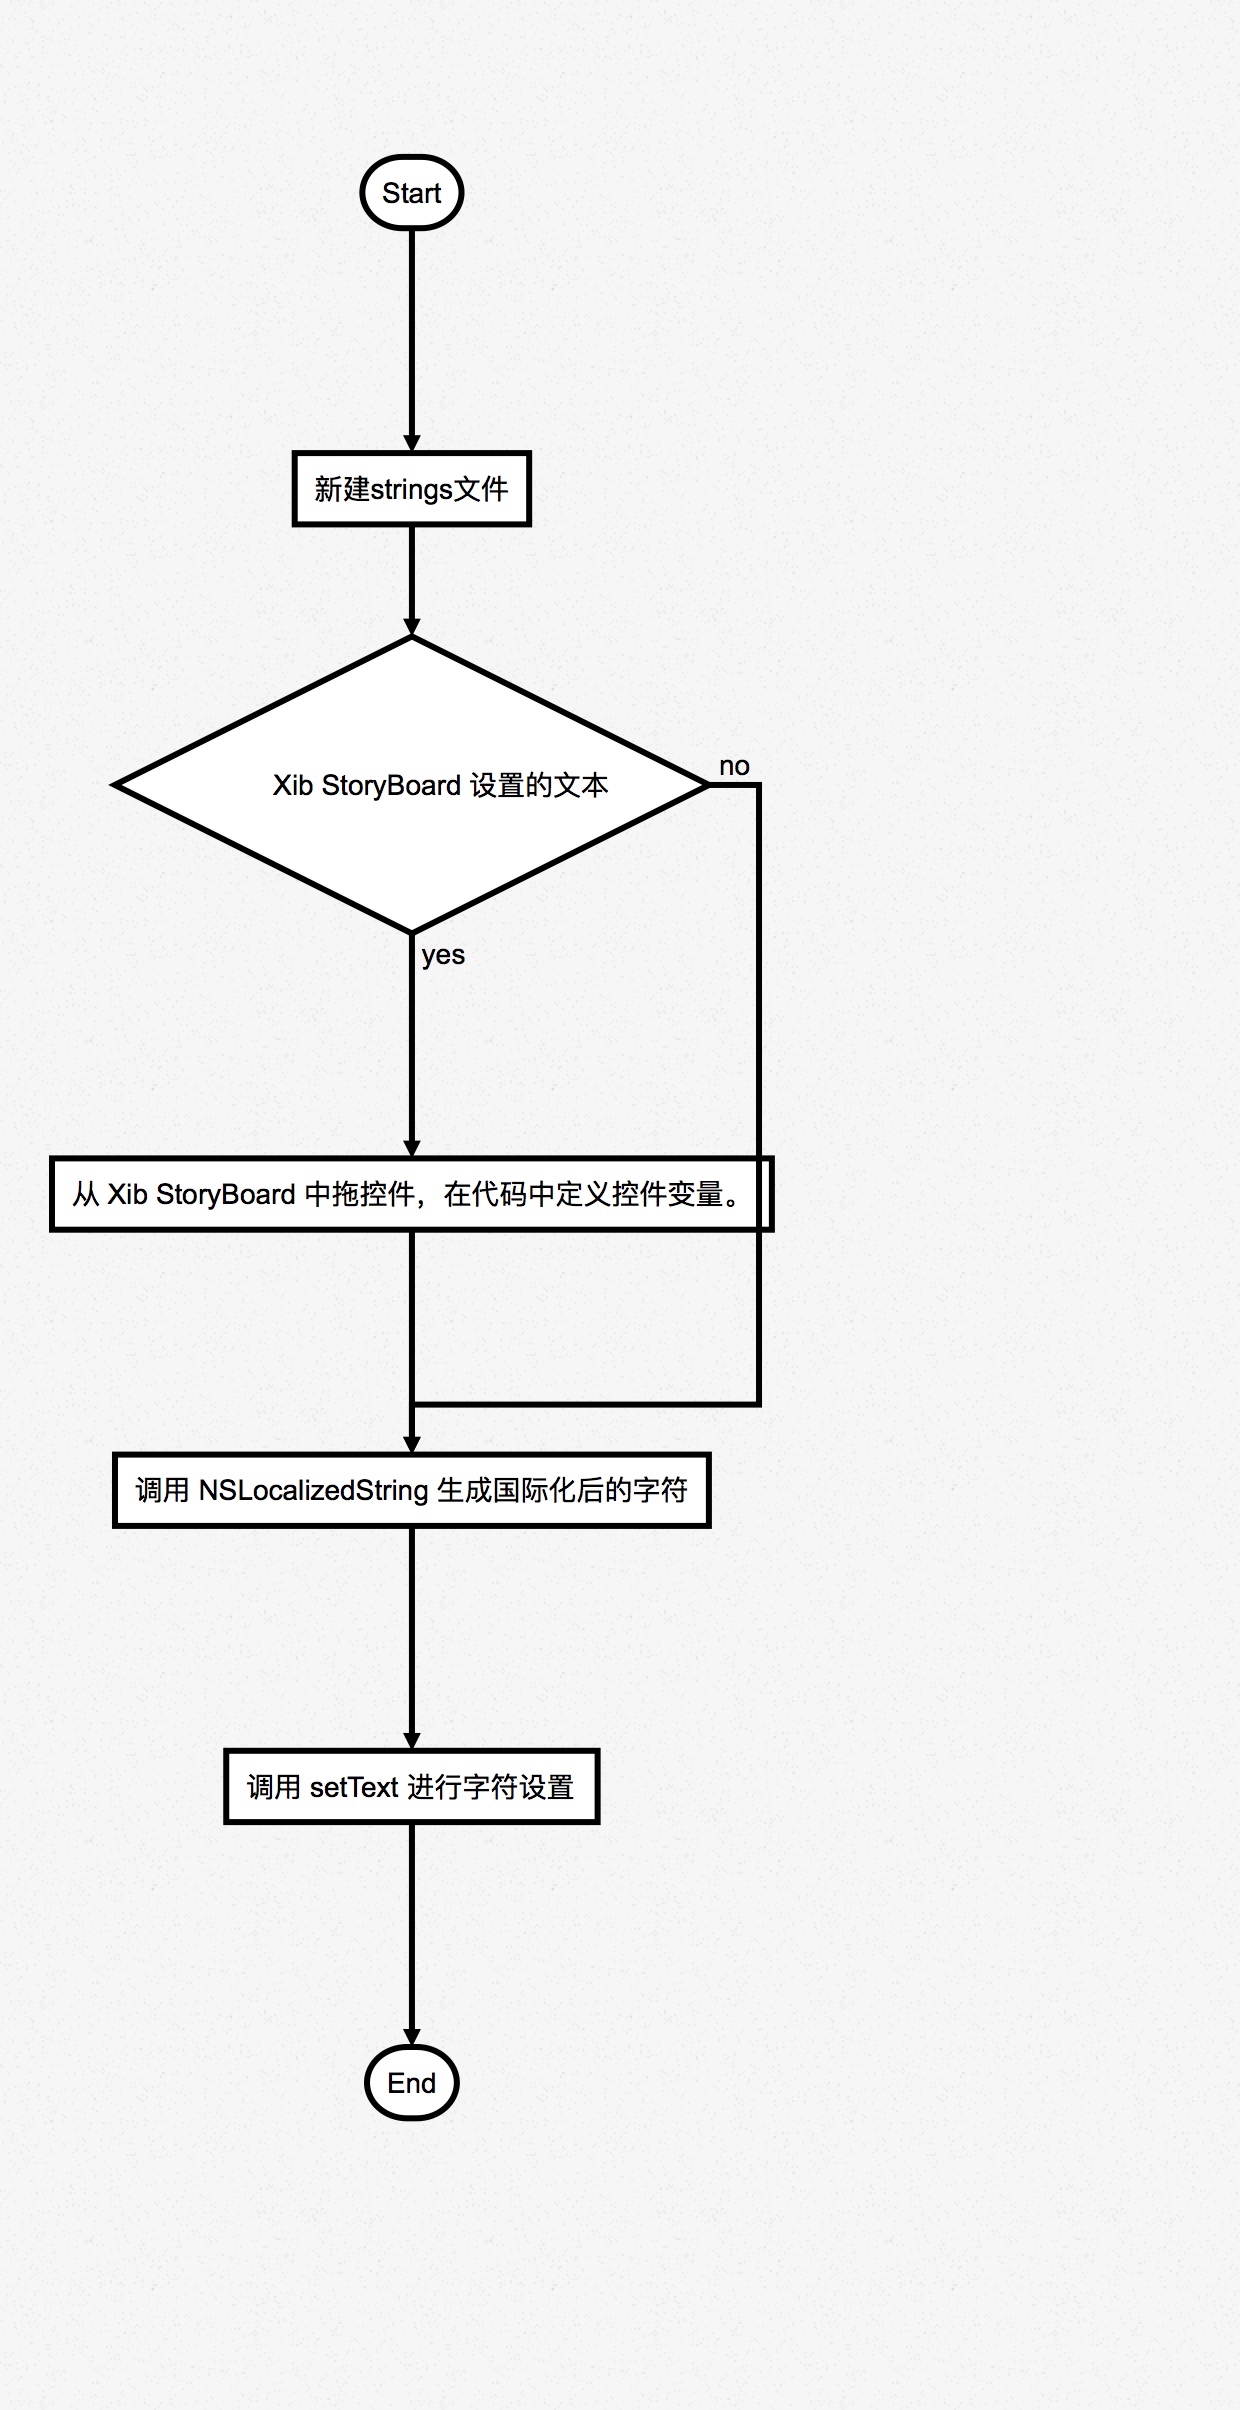 Start
新建strings文件
Xib StoryBoard 设置的文本
no
yes
从 Xib StoryBoard 中拖控件，在代码中定义控件变量。
调用 NSLocalizedString 生成国际化后的字符
调用 setText 进行字符设置
End